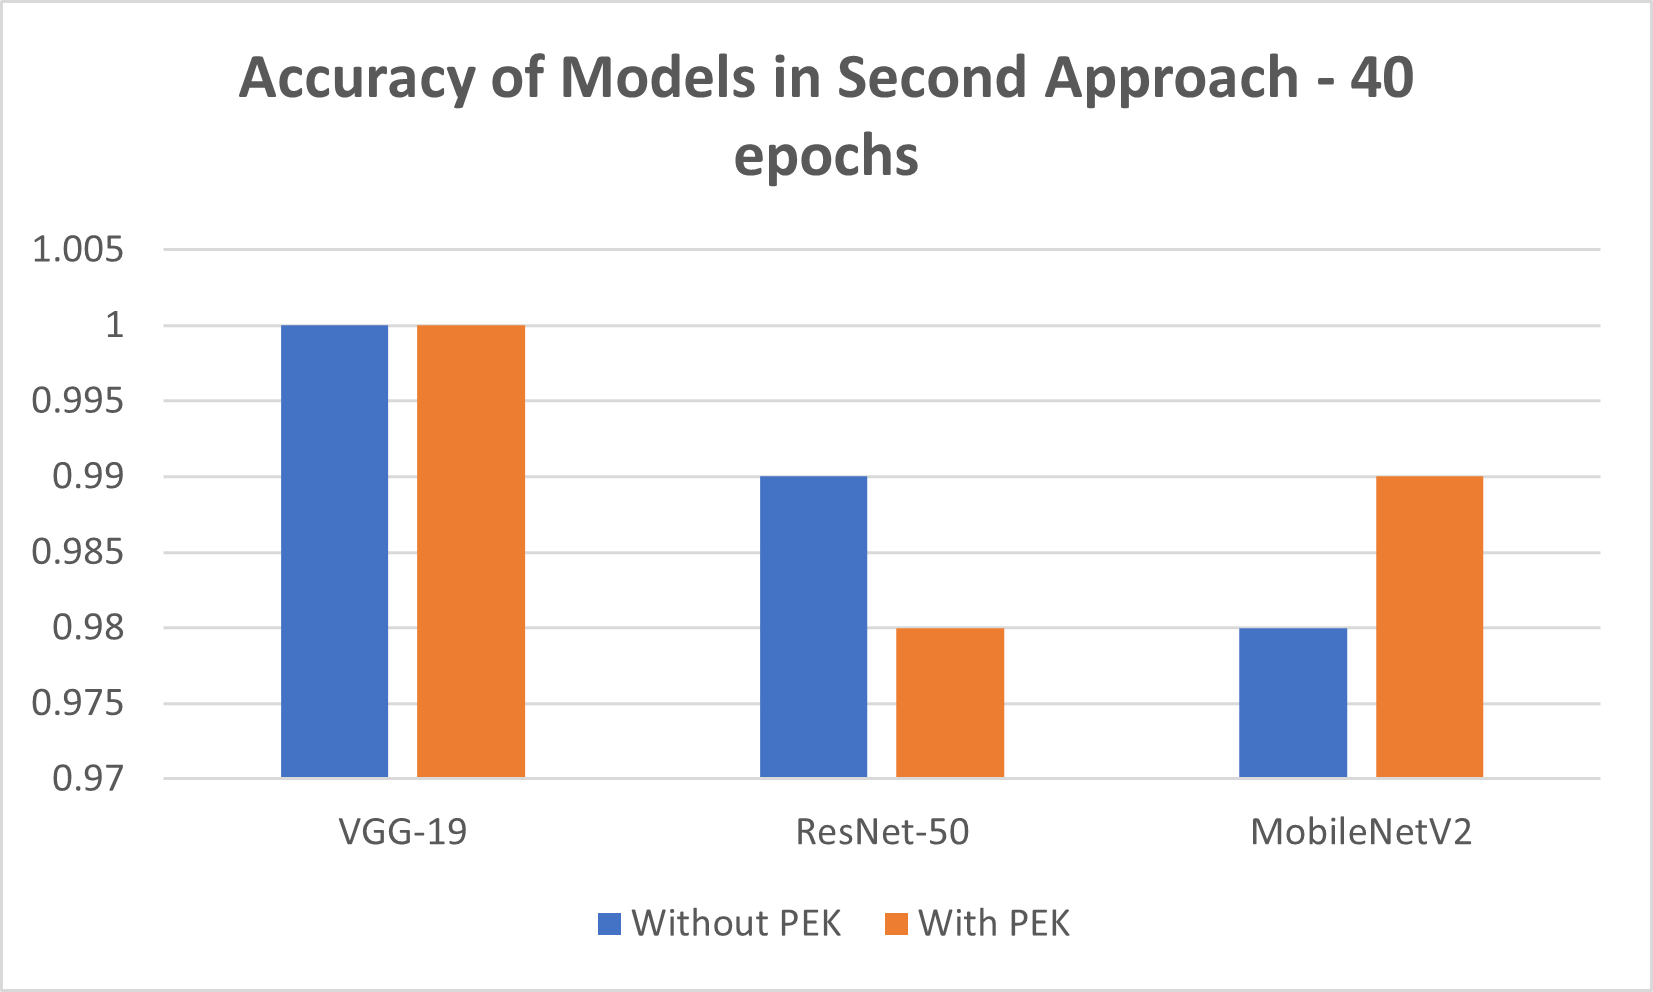 Accuracy of Models in Second Approach - 40
epochs
1.005
1
0.995
0.99
0.985
0.98
0.975
0.97
VGG-19 ResNet-50 MobileNetV2
Without PEK With PEK